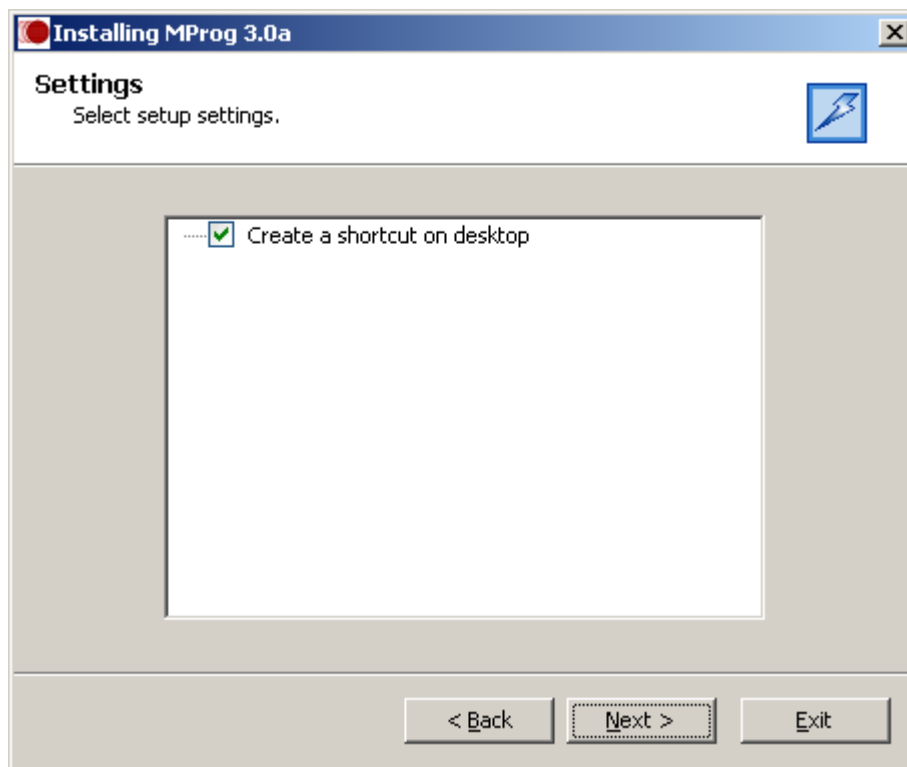 Installing MProg 3.0a
Settings
Select setup settings.
Create a shortcut on desktop
< Back
Next >
Exit